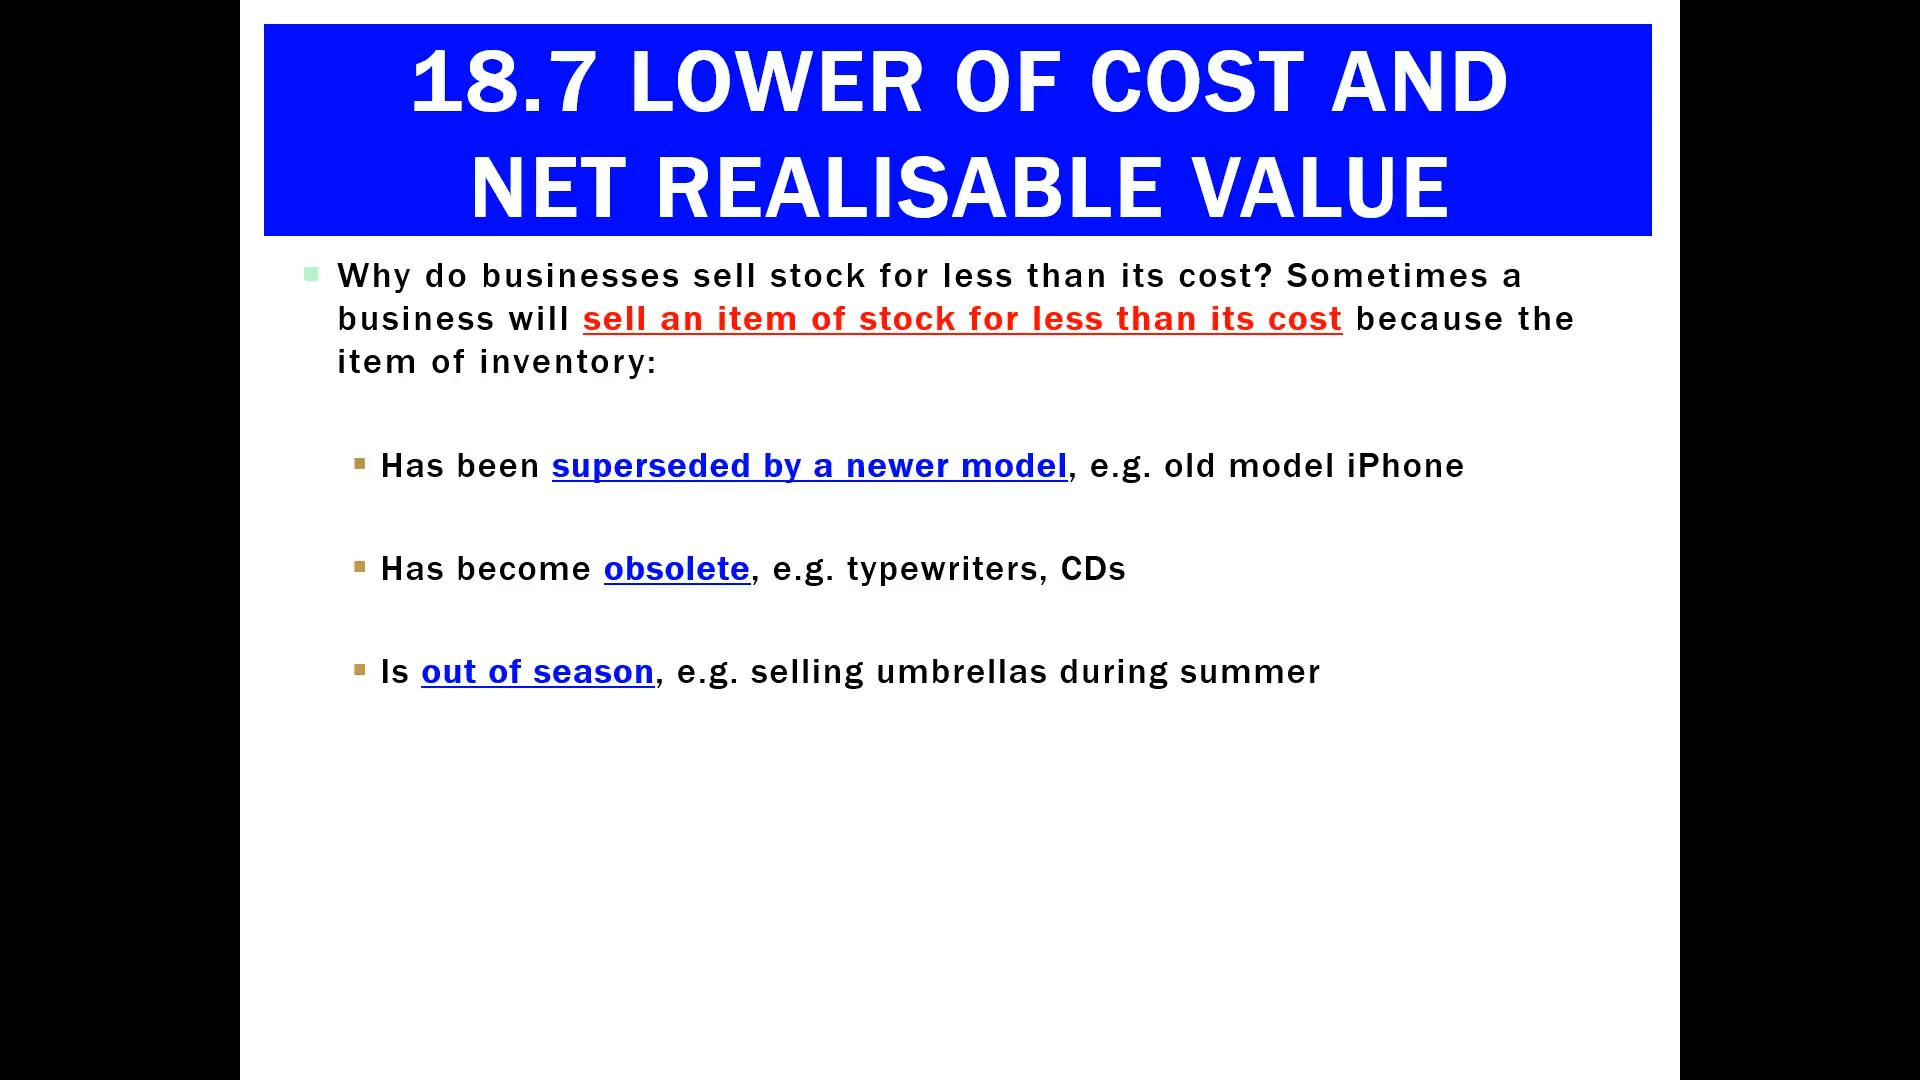 18.7 LOWER OF COST AND
NET REALISABLE VALUE
Why do businesses sell stock for less than its cost? Sometimes a
business will sell an item of stock for less than its cost because the
item of inventory:
Has been superseded by a newer model, e.g. old model iPhone
Has become obsolete, e.g. typewriters, CDs
Is out of season, e.g. selling umbrellas during summer